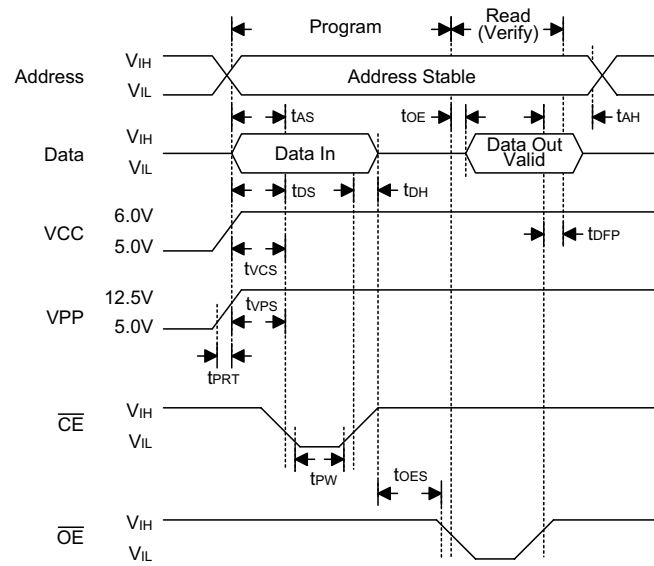 Program
Read
(Verify)
Address
VIH
VIL
Address Stable
tAS
tOE
tAH
Data
VIH
VIL
Data In
Data Out
Valid
tDS
tDH
tDFP
VCC
6.0V
5.0V
tVCS
VPP
12.5V
5.0V
tVPS
tPRT
CE
VIH
VIL
tPW
tOES
OE
VIH
VIL